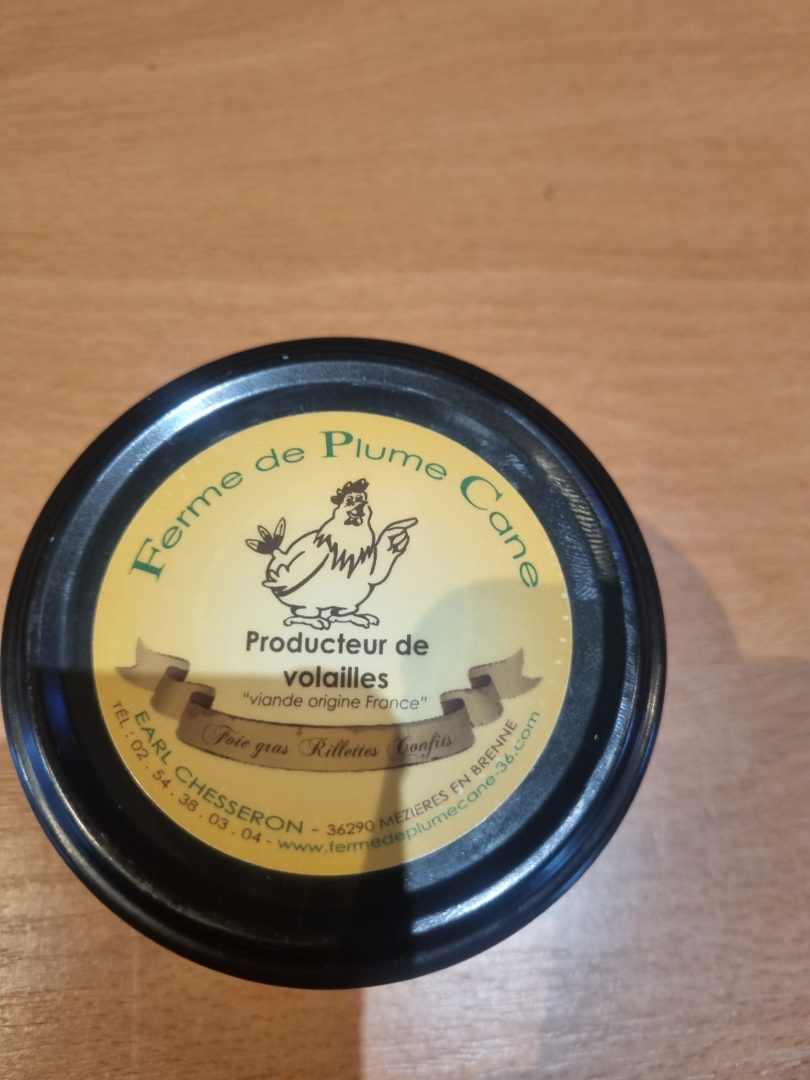 Ferme de Plume Cane
Producteur de
volailles
"viande origine France"
Foie gras Rillettes Confits
EARL CHESSERON - 36290 MEZIERES EN BRENNE
TÉL : 02 . 54 . 38 . 03 . 04 - www.fermedeplumecane-36.com